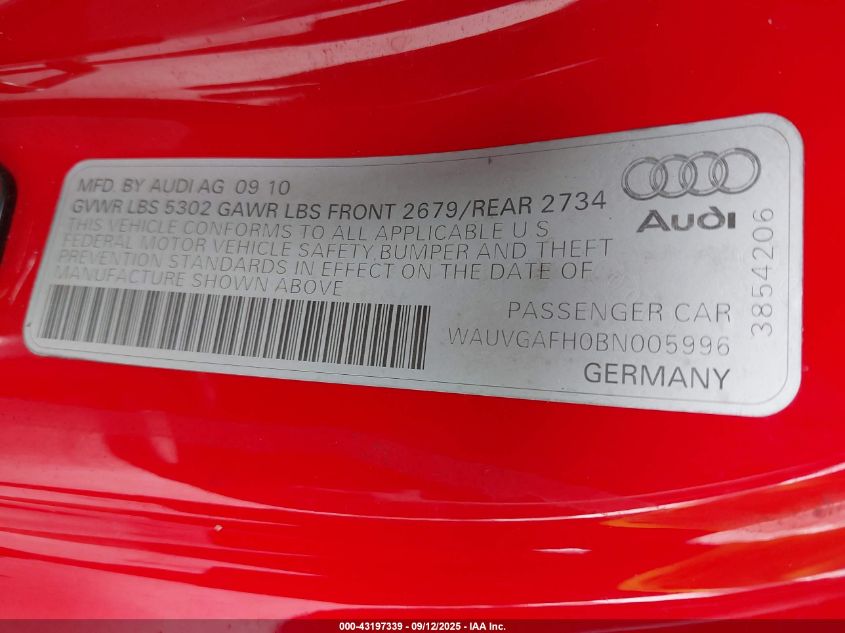 MFD. BY AUDI AG 09 10
GVWR LBS 5302 GAWR LBS FRONT 2679/REAR 2734
THIS VEHICLE CONFORMS TO ALL APPLICABLE U S
FEDERAL MOTOR VEHICLE SAFETY, BUMPER AND THEFT
PREVENTION STANDARDS IN EFFECT ON THE DATE OF
MANUFACTURE SHOWN ABOVE
Audi
PASSENGER CAR
WAUVGAFH0BN005996
GERMANY
3854206
000-43197339 - 09/12/2025 - IAA Inc.